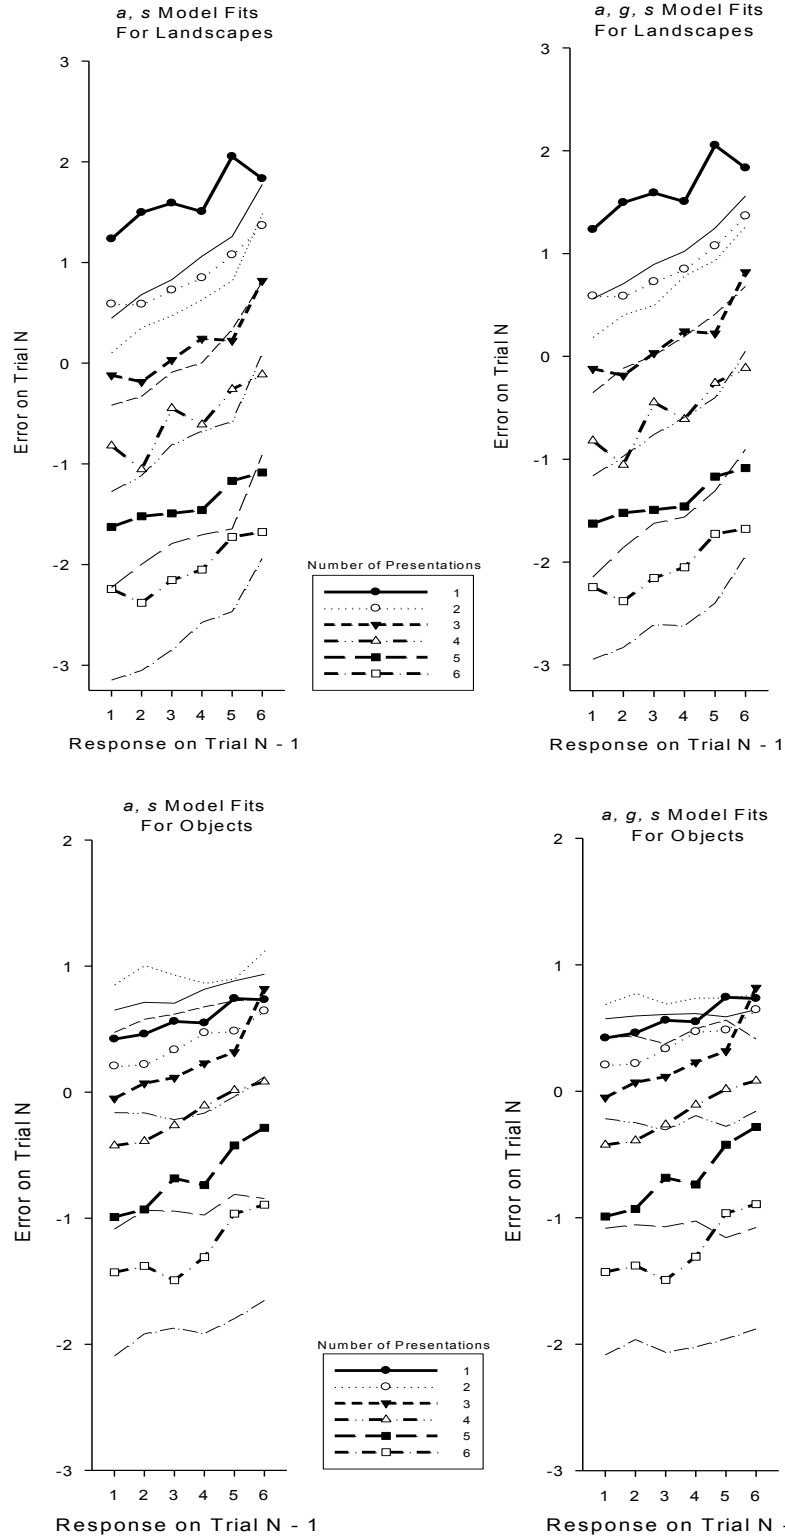 a, s Model Fits
For Landscapes
3
2
1
0
-1
-2
-3
Error on Trial N
1 2 3 4 5 6
Response on Trial N - 1
a, g, s Model Fits
For Landscapes
3
2
1
0
-1
-2
-3
Error on Trial N
1 2 3 4 5 6
Response on Trial N - 1
Number of Presentations
1
2
3
4
5
6
a, s Model Fits
For Objects
2
1
0
-1
-2
-3
Error on Trial N
1 2 3 4 5 6
Response on Trial N - 1
a, g, s Model Fits
For Objects
2
1
0
-1
-2
-3
Error on Trial N
1 2 3 4 5 6
Response on Trial N -
Number of Presentations
1
2
3
4
5
6